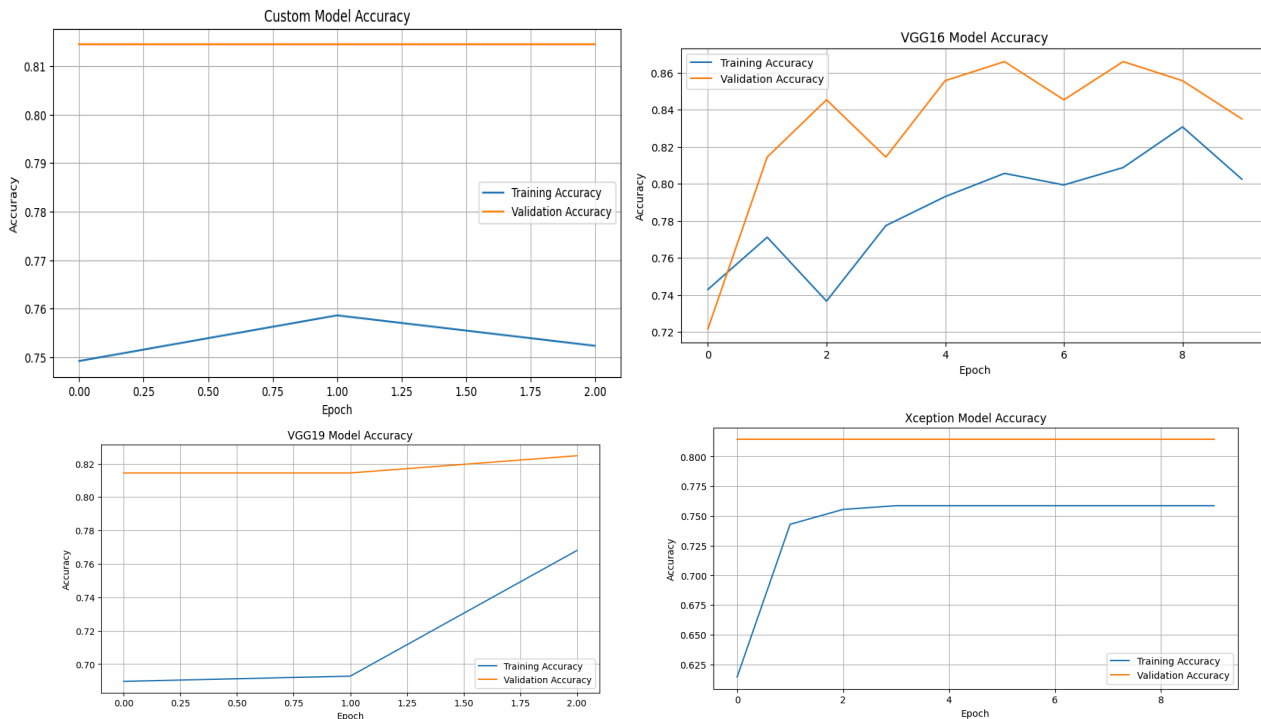 Custom Model Accuracy
Accuracy
0.81
0.80
0.79
0.78
0.77
0.76
0.75
Training Accuracy
Validation Accuracy
0.00 0.25 0.50 0.75 1.00 1.25 1.50 1.75 2.00
Epoch
VGG16 Model Accuracy
Training Accuracy
Validation Accuracy
Accuracy
0.86
0.84
0.82
0.80
0.78
0.76
0.74
0.72
0 2 4 6 8
Epoch
VGG19 Model Accuracy
Accuracy
0.82
0.80
0.78
0.76
0.74
0.72
0.70
Training Accuracy
Validation Accuracy
0.00 0.25 0.50 0.75 1.00 1.25 1.50 1.75 2.00
Epoch
Xception Model Accuracy
Accuracy
0.800
0.775
0.750
0.725
0.700
0.675
0.650
0.625
Training Accuracy
Validation Accuracy
0 2 4 6 8
Epoch